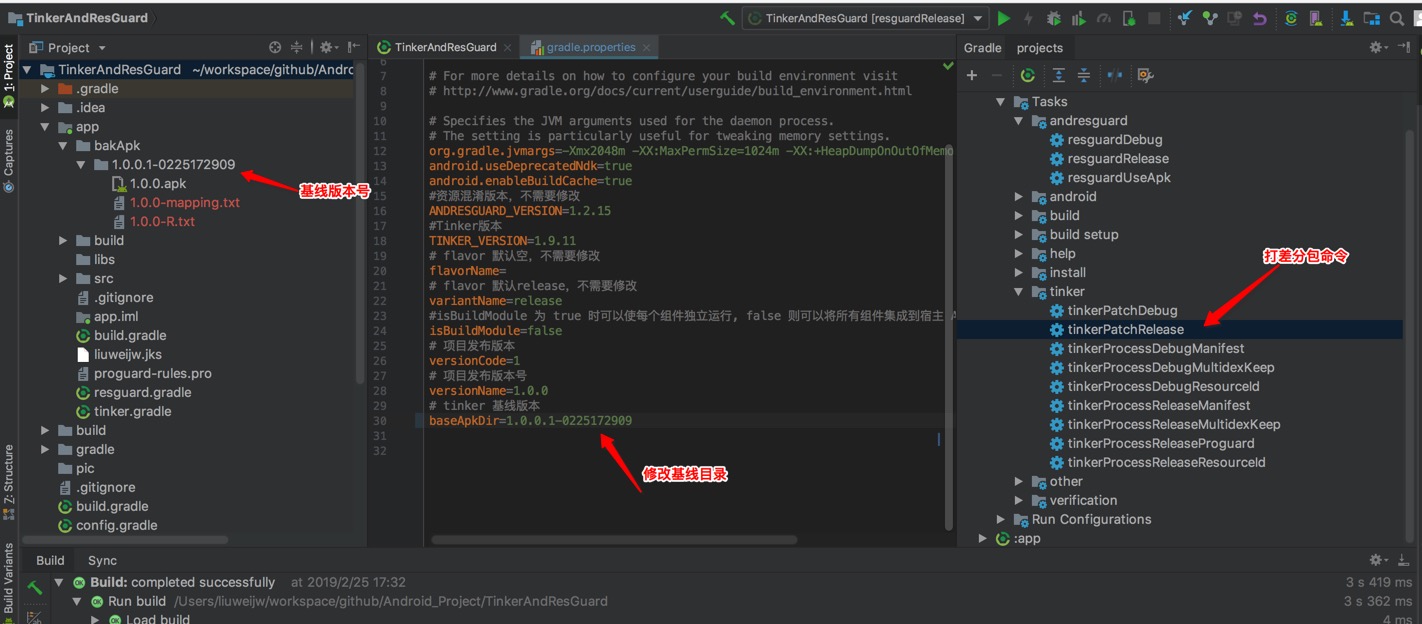 TinkerAndResGuard
TinkerAndResGuard [resguardRelease]
Project
TinkerAndResGuard
gradle.properties
Gradle
projects
1: Project
Captures
Z: Structure
Build Variants
TinkerAndResGuard ~/workspace/github/Andro
.gradle
.idea
app
bakApk
1.0.0.1-0225172909
1.0.0.apk
1.0.0-mapping.txt
1.0.0-R.txt
build
libs
src
.gitignore
app.iml
build.gradle
liuweijw.jks
proguard-rules.pro
resguard.gradle
tinker.gradle
build
gradle
pic
.gitignore
build.gradle
config.gradle
基线版本号
6
7 # For more details on how to configure your build environment visit
8 # http://www.gradle.org/docs/current/userguide/build_environment.html
9
10 # Specifies the JVM arguments used for the daemon process.
11 # The setting is particularly useful for tweaking memory settings.
12 org.gradle.jvmargs=-Xmx2048m -XX:MaxPermSize=1024m -XX:+HeapDumpOnOutOfMemo
13 android.useDeprecatedNdk=true
14 android.enableBuildCache=true
15 #资源混淆版本，不需要修改
16 ANDRESGUARD_VERSION=1.2.15
17 #Tinker版本
18 TINKER_VERSION=1.9.11
19 # flavor 默认空，不需要修改
20 flavorName=
21 # flavor 默认release，不需要修改
22 variantName=release
23 #isBuildModule 为 true 时可以使每个组件独立运行, false 则可以将所有组件集成到宿主 A
24 isBuildModule=false
25 # 项目发布版本
26 versionCode=1
27 # 项目发布版本号
28 versionName=1.0.0
29 # tinker 基线版本
30 baseApkDir=1.0.0.1-0225172909
31
32
修改基线目录
Tasks
andresguard
resguardDebug
resguardRelease
resguardUseApk
android
build
build setup
help
install
tinker
tinkerPatchDebug
tinkerPatchRelease
tinkerProcessDebugManifest
tinkerProcessDebugMultidexKeep
tinkerProcessDebugResourceId
tinkerProcessReleaseManifest
tinkerProcessReleaseMultidexKeep
tinkerProcessReleaseProguard
tinkerProcessReleaseResourceId
other
verification
Run Configurations
:app
打差分包命令
Build
Sync
Build: completed successfully at 2019/2/25 17:32
3 s 419 ms
Run build /Users/liuweijw/workspace/github/Android_Project/TinkerAndResGuard
3 s 362 ms
Load build
4 ms